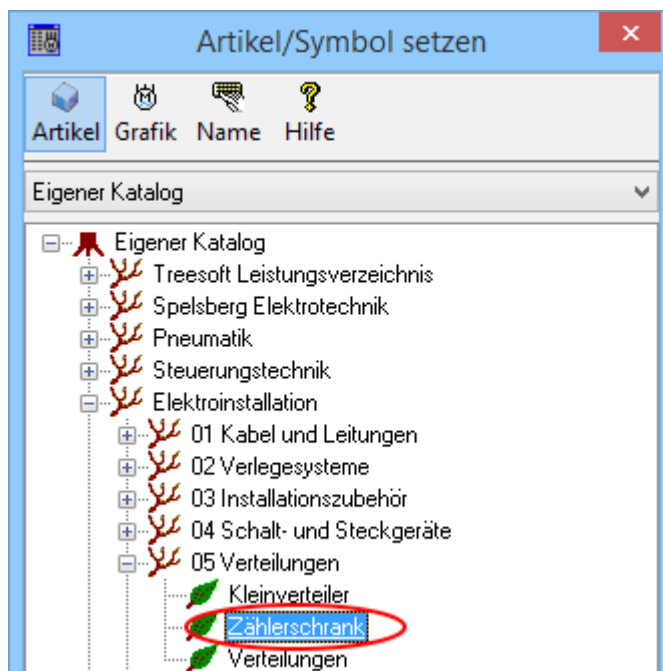 Artikel/Symbol setzen
Artikel Grafik Name Hilfe
Eigener Katalog
Eigener Katalog
Treesoft Leistungsverzeichnis
Spelsberg Elektrotechnik
Pneumatik
Steuerungstechnik
Elektroinstallation
01 Kabel und Leitungen
02 Verlegesysteme
03 Installationszubehör
04 Schalt- und Steckgeräte
05 Verteilungen
Kleinverteiler
Zählerschrank
Verteilungen